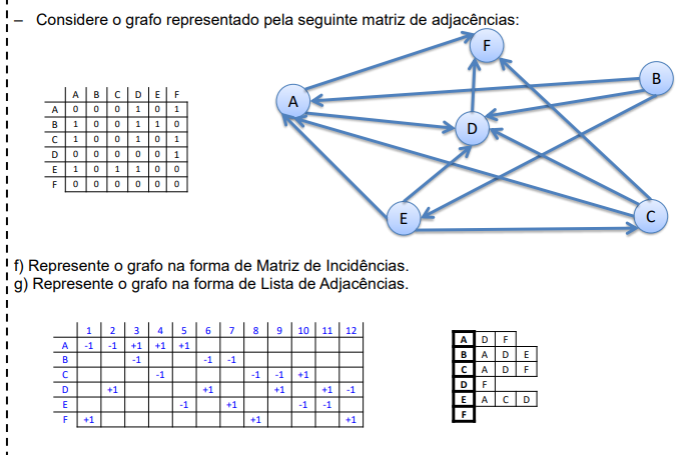 – Considere o grafo representado pela seguinte matriz de adjacências:
A B C D E F
A 0 0 0 1 0 1
B 1 0 0 1 1 0
C 1 0 0 1 0 1
D 0 0 0 0 0 1
E 1 0 1 1 0 0
F 0 0 0 0 0 0
F
B
A
D
E
C
f) Represente o grafo na forma de Matriz de Incidências.
g) Represente o grafo na forma de Lista de Adjacências.
1 2 3 4 5 6 7 8 9 10 11 12
A -1 -1 +1 +1 +1
B -1 -1 -1
C -1 -1 -1 +1
D +1 +1 +1 +1 -1
E -1 +1 -1 -1
F +1 +1 +1
A D F
B A D E
C A D F
D F
E A C D
F